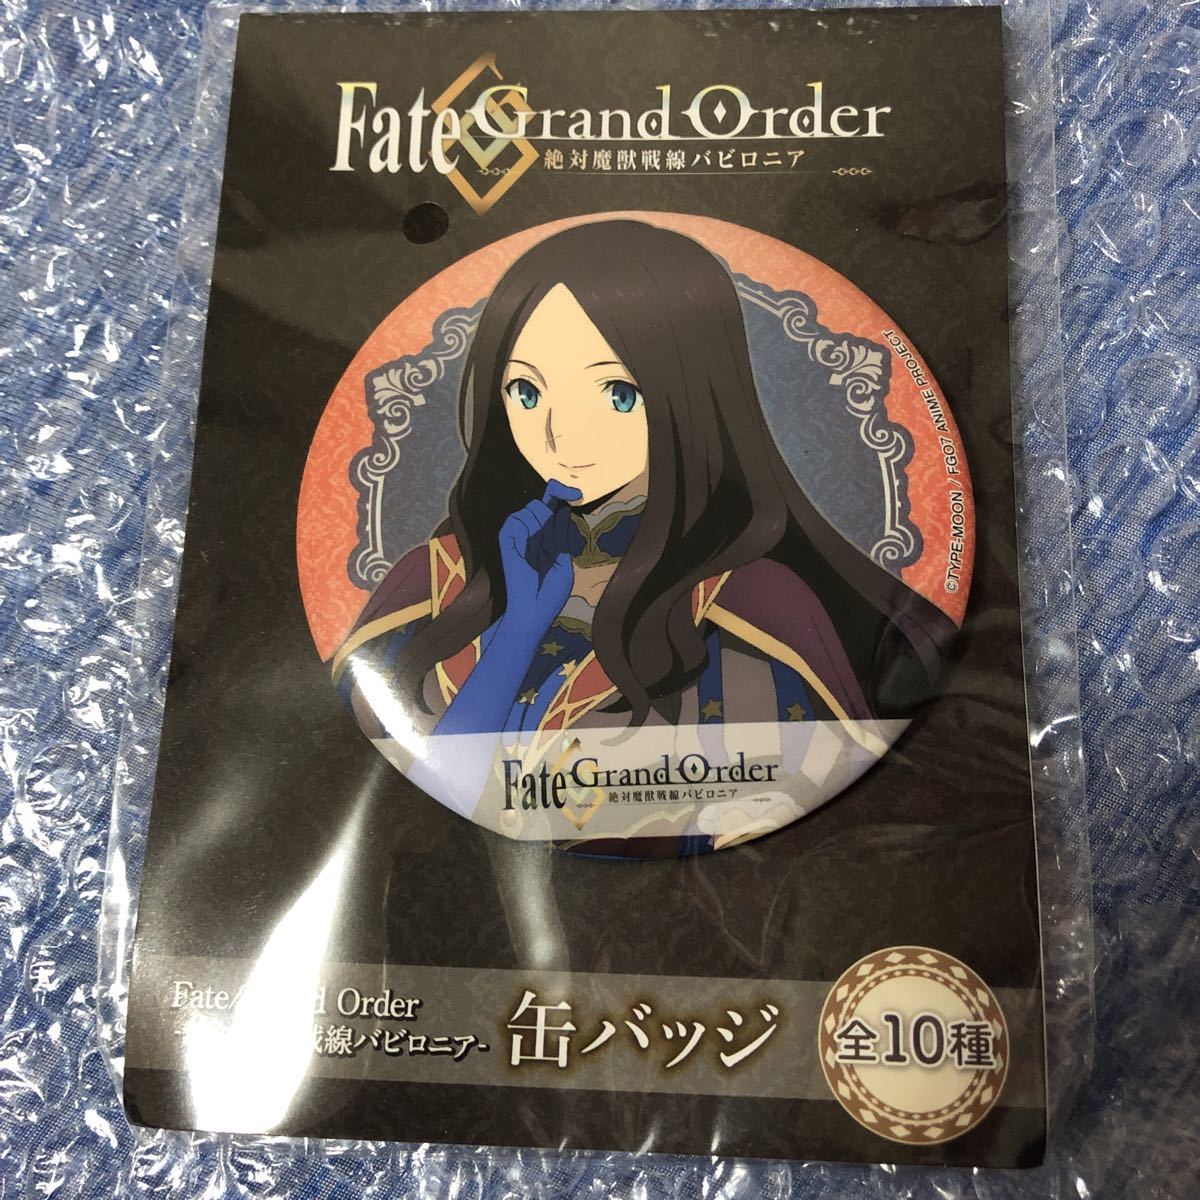 Fate Grand Order
絶対魔獣戦線バビロニア
©TYPE-MOON / FGO7 ANIME PROJECT
Fate Grand Order
絶対魔獣戦線バビロニア
Fate/ Order
戦線バビロニア-
缶バッジ
全10種